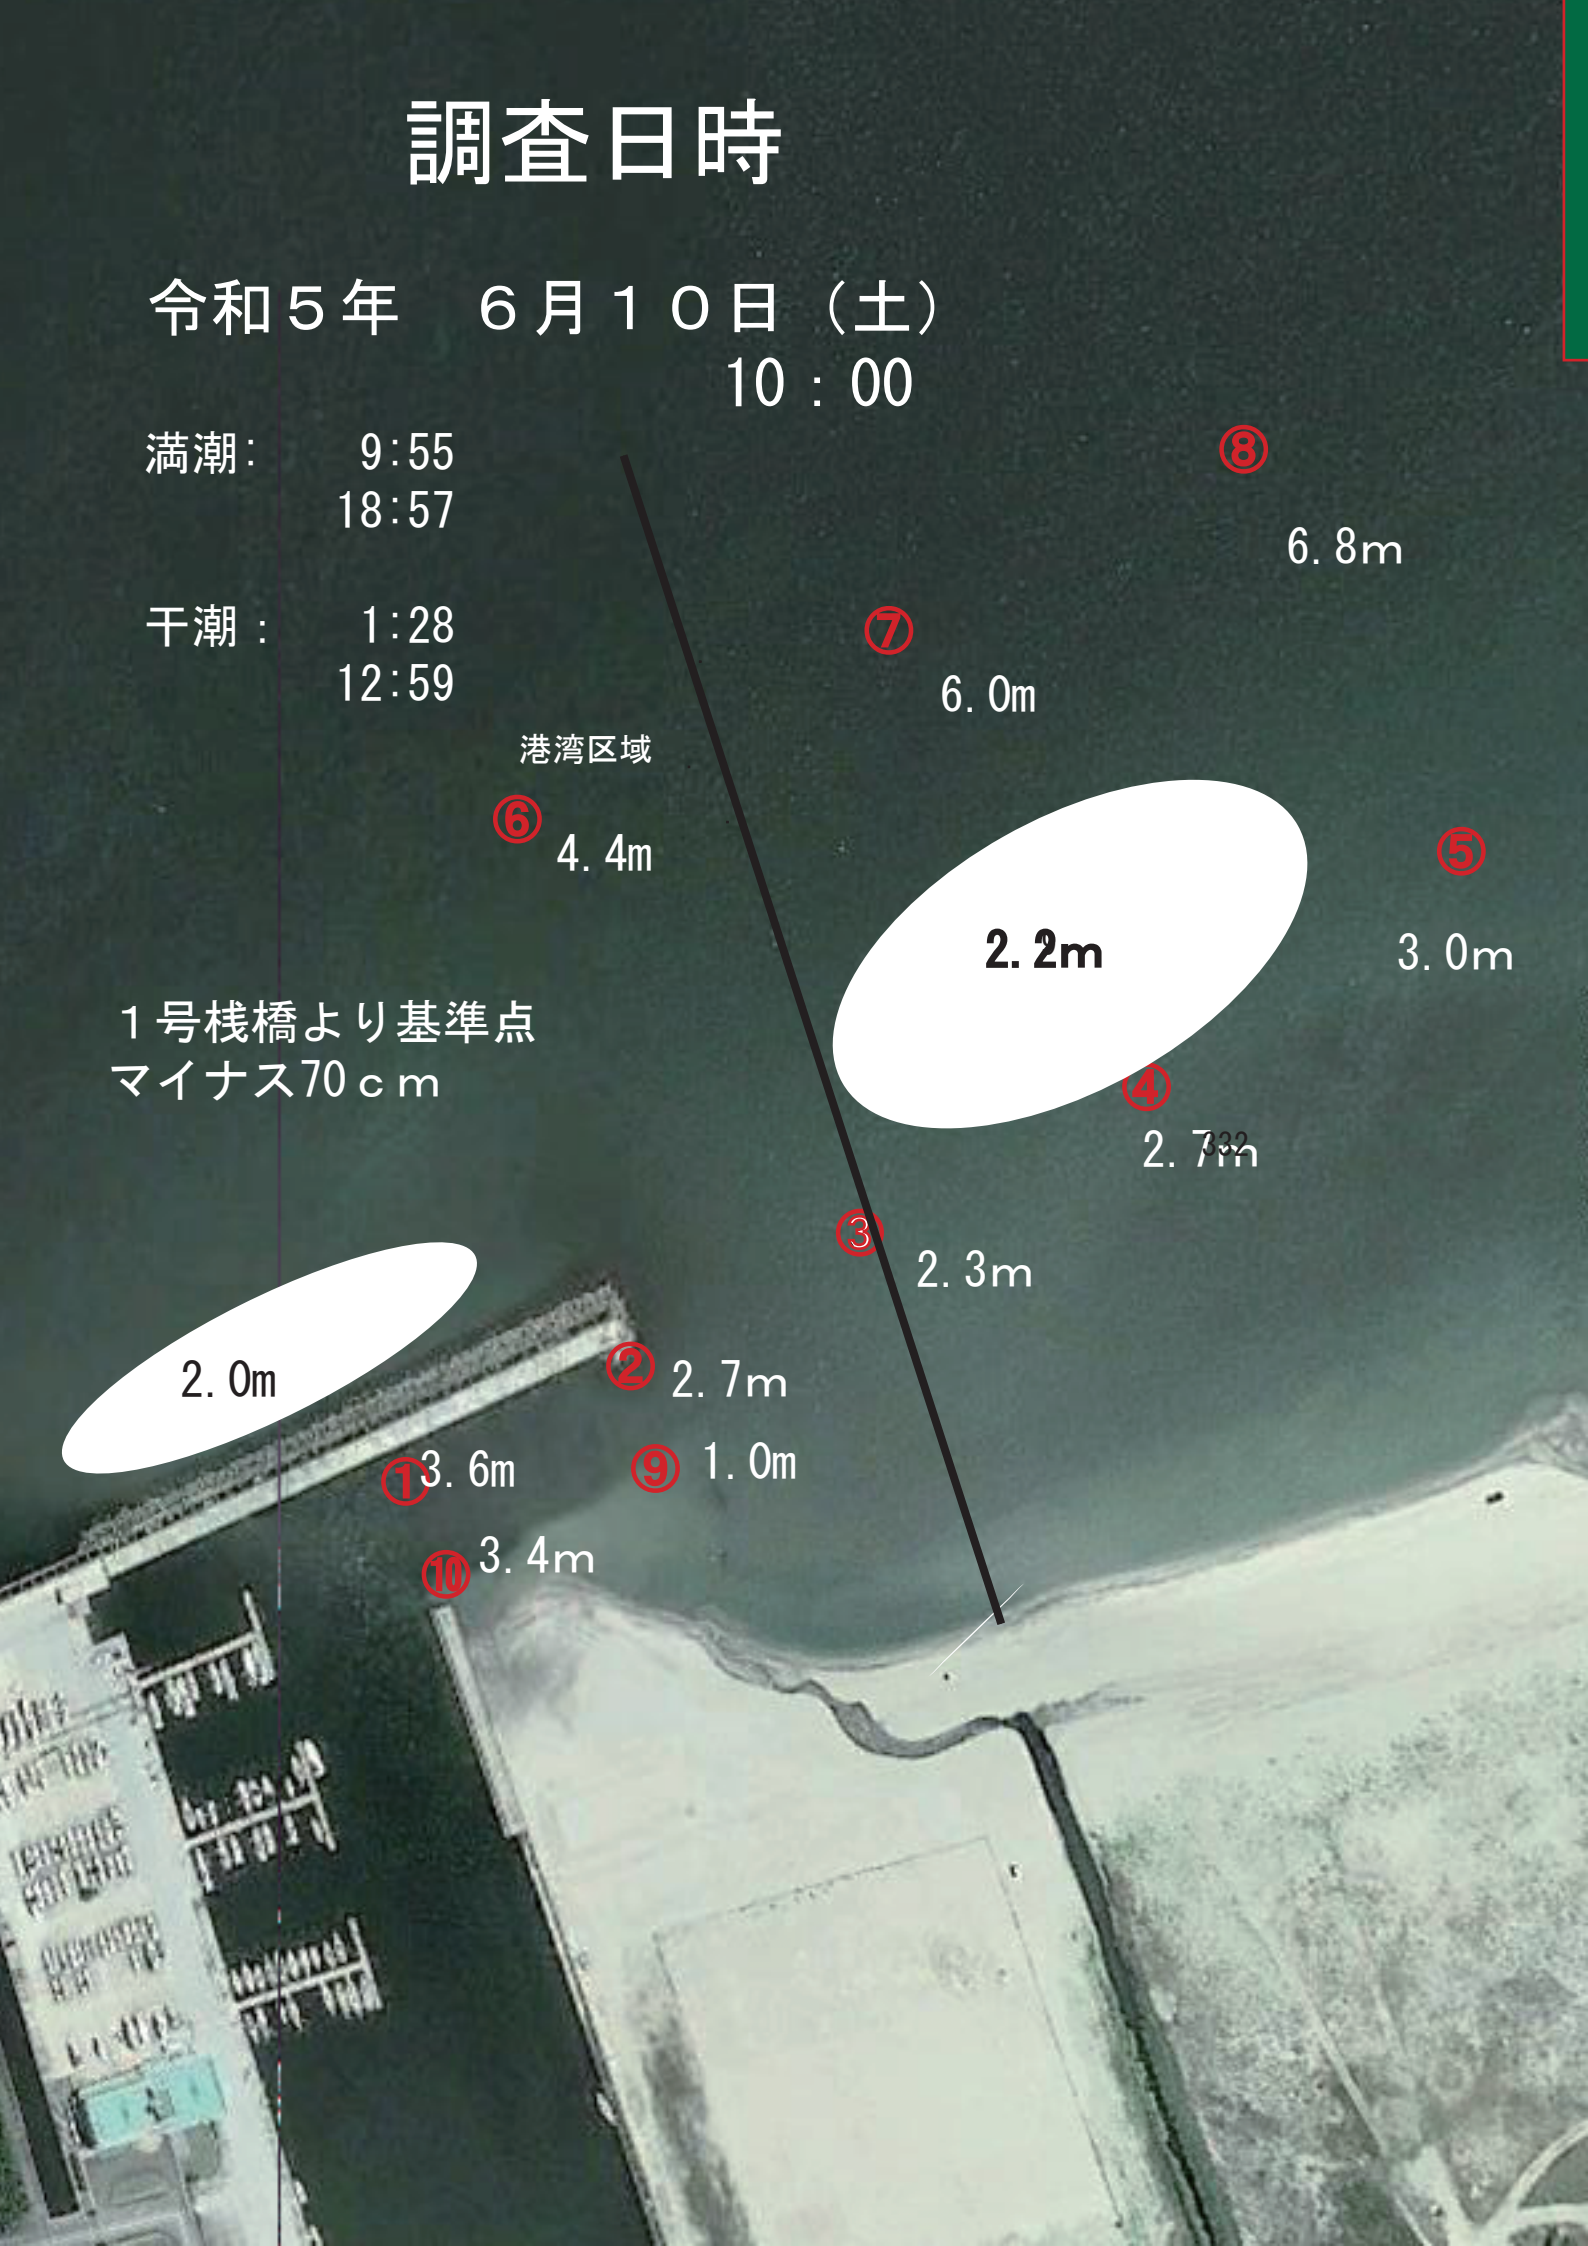 調査日時
令和５年　６月１０日（土）
10：00
満潮：　9:55
18:57
干潮：　1:28
12:59
⑧
6.8ｍ
⑦
6.0m
港湾区域
⑥
4.4m
⑤
3.0ｍ
2.2ｍ
１号桟橋より基準点
マイナス70ｃｍ
④
2.7ｍ
332
③
2.3ｍ
2.0m
②
2.7ｍ
①
3.6m
⑨
1.0m
⑩
3.4ｍ